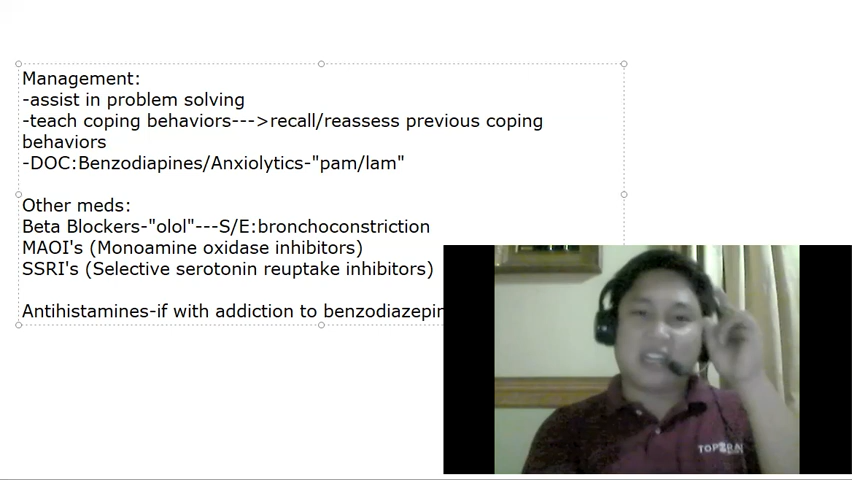 Management:
-assist in problem solving
-teach coping behaviors--->recall/reassess previous coping
behaviors
-DOC:Benzodiapines/Anxiolytics-"pam/lam"
Other meds:
Beta Blockers-"olol"---S/E:bronchoconstriction
MAOI's (Monoamine oxidase inhibitors)
SSRI's (Selective serotonin reuptake inhibitors)
Antihistamines-if with addiction to